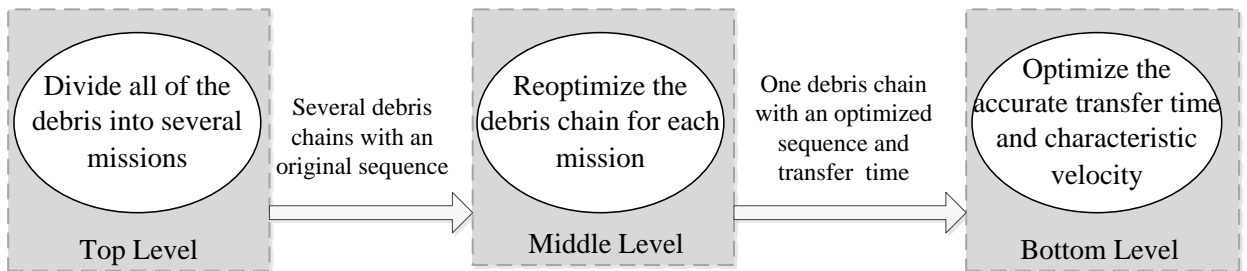 Divide all of the
debris into several
missions
Top Level
Several debris
chains with an
original sequence
Reoptimize the
debris chain for each
mission
Middle Level
One debris chain
with an optimized
sequence and
transfer time
Optimize the
accurate transfer time
and characteristic
velocity
Bottom Level